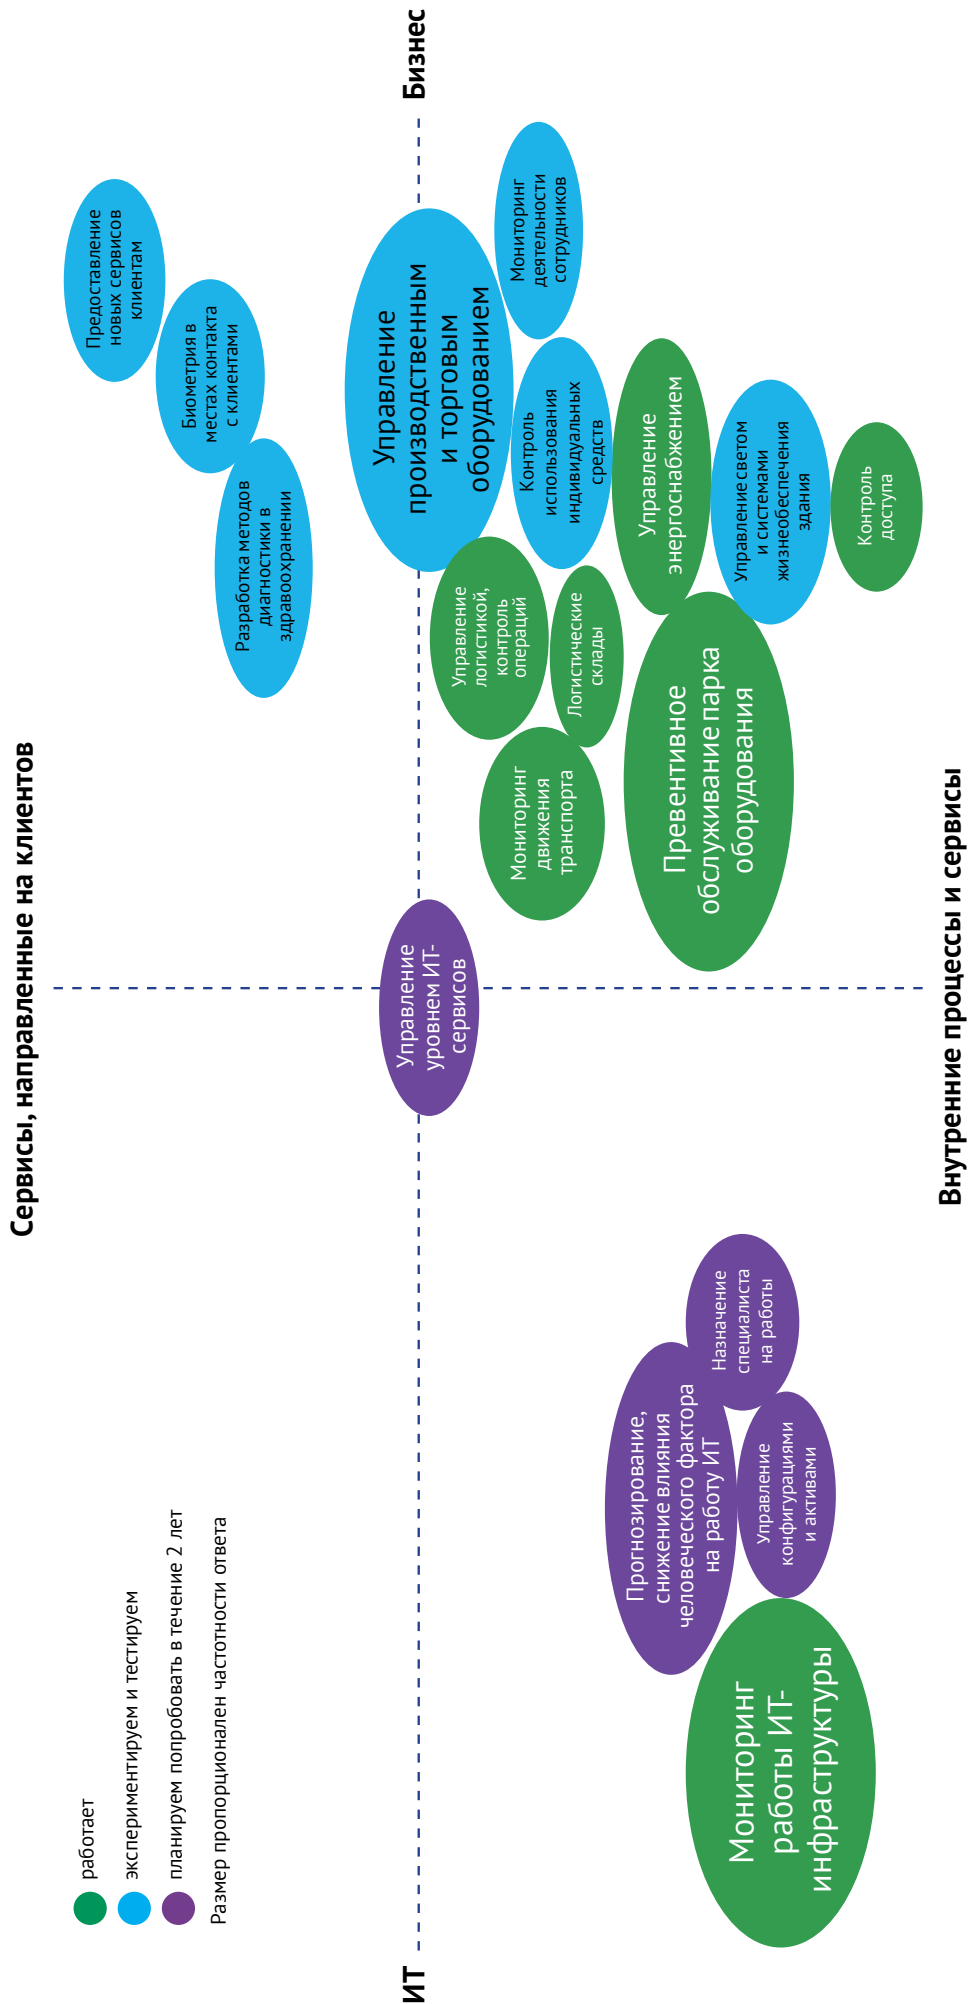 Сервисы, направленные на клиентов
работает
экспериментируем и тестируем
планируем попробовать в течение 2 лет
Размер пропорционален частотности ответа
Предоставление
новых сервисов
клиентам
Биометрия в
местах контакта
с клиентами
Разработка методов
диагностики в
здравоохранении
ИТ
Бизнес
Управление
уровнем ИТ-
сервисов
Управление
производственным
и торговым
оборудованием
Управление
логистикой,
контроль
операций
Мониторинг
деятельности
сотрудников
Контроль
использования
индивидуальных
средств
Мониторинг
движения
транспорта
Логистические
склады
Управление
энергоснабжением
Превентивное
обслуживание парка
оборудования
Управление светом
и системами
жизнеобеспечения
здания
Контроль
доступа
Прогнозирование,
снижение влияния
человеческого фактора
на работу ИТ
Назначение
специалиста
на работы
Управление
конфигурациями
и активами
Мониторинг
работы ИТ-
инфраструктуры
Внутренние процессы и сервисы